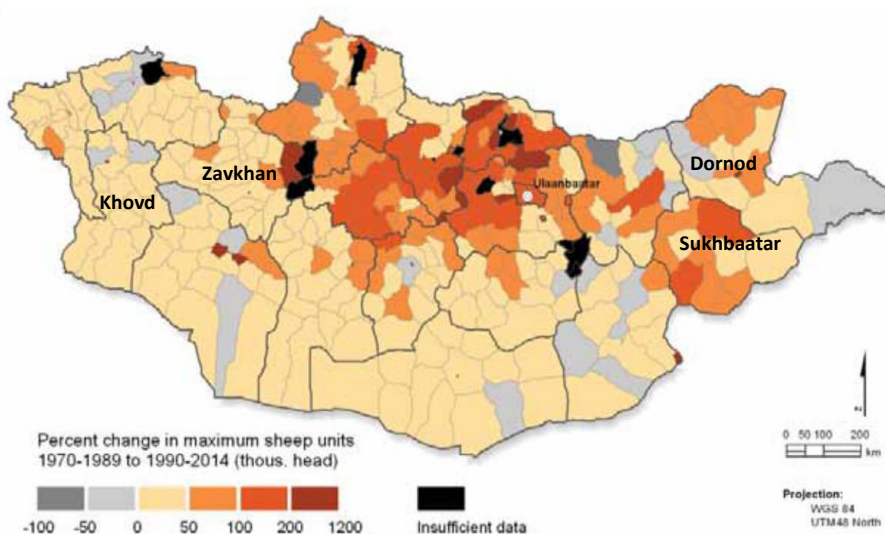 Dornod
Zavkhan
Ulaanbaatar
Khovd
Sukhbaatar
Percent change in maximum sheep units
1970-1989 to 1990-2014 (thous. head)
-100 -50 0 50 100 200 1200 Insufficient data
0 50 100 200
km
Projection:
WGS 84
UTM48 North